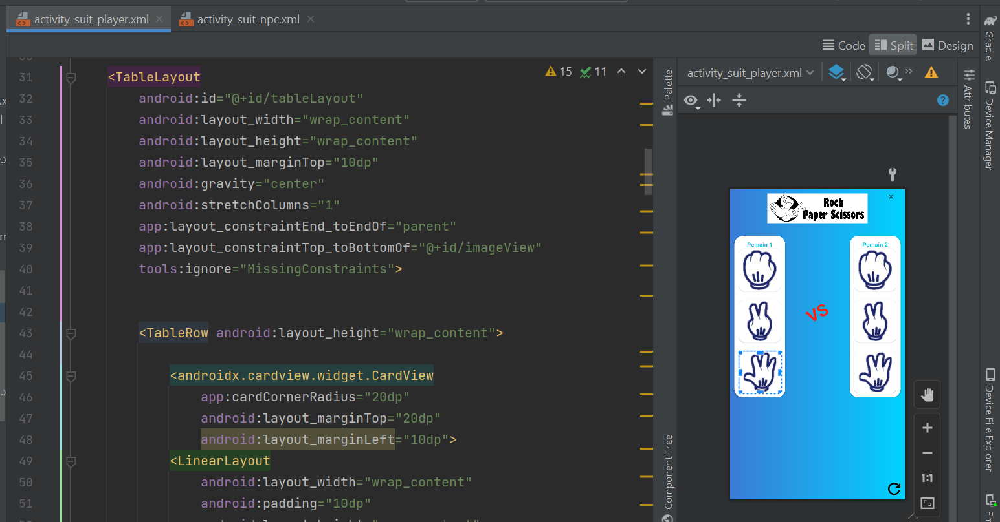 activity_suit_player.xml
activity_suit_npc.xml
Code
Split
Design
15
11
31 <TableLayout
32 android:id="@+id/tableLayout"
33 android:layout_width="wrap_content"
34 android:layout_height="wrap_content"
35 android:layout_marginTop="10dp"
36 android:gravity="center"
37 android:stretchColumns="1"
38 app:layout_constraintEnd_toEndOf="parent"
39 app:layout_constraintTop_toBottomOf="@+id/imageView"
40 tools:ignore="MissingConstraints">
41
42
43 <TableRow android:layout_height="wrap_content">
44
45 <androidx.cardview.widget.CardView
46 app:cardCornerRadius="20dp"
47 android:layout_marginTop="20dp"
48 android:layout_marginLeft="10dp">
49 <LinearLayout
50 android:layout_width="wrap_content"
51 android:padding="10dp"
Palette
Component Tree
activity_suit_player.xml
Rock
Paper Scissors
Pemain 1
Pemain 2
VS
1:1
Attributes
Gradle
Device Manager
Device File Explorer